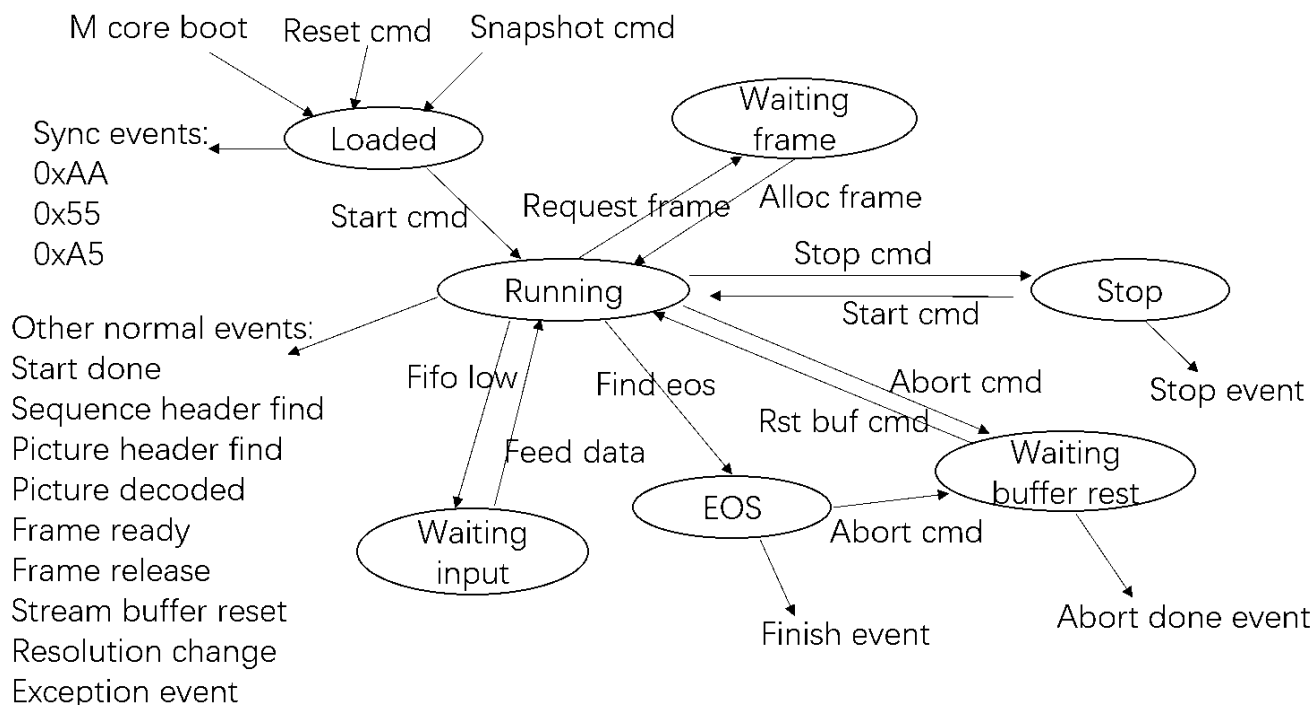 M core boot
Reset cmd
Snapshot cmd
Loaded
Waiting
frame
Sync events:
0xAA
0x55
0xA5
Start cmd
Request frame
Alloc frame
Running
Stop cmd
Start cmd
Stop
Stop event
Other normal events:
Start done
Sequence header find
Picture header find
Picture decoded
Frame ready
Frame release
Stream buffer reset
Resolution change
Exception event
Fifo low
Feed data
Find eos
Abort cmd
Rst buf cmd
Waiting
input
EOS
Abort cmd
Waiting
buffer rest
Finish event
Abort done event